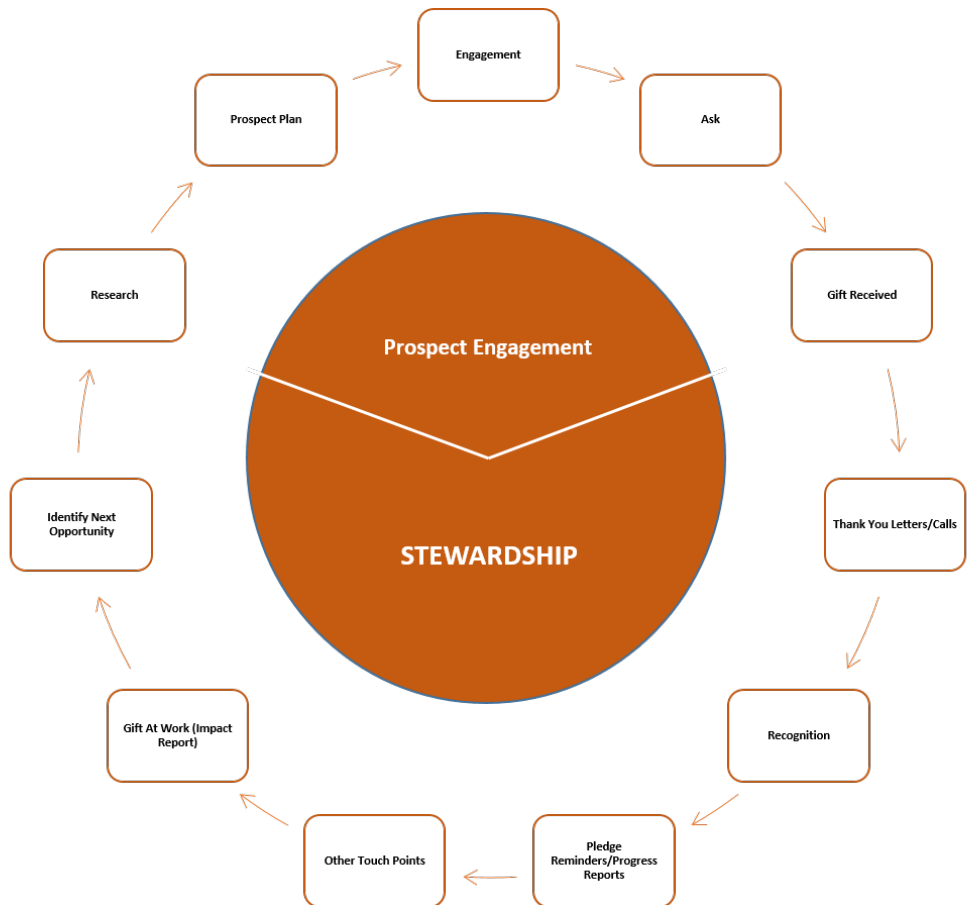 Engagement
Prospect Plan
Ask
Research
Gift Received
Prospect Engagement
Identify Next
Opportunity
Thank You Letters/Calls
STEWARDSHIP
Gift At Work (Impact
Report)
Recognition
Other Touch Points
Pledge
Reminders/Progress
Reports